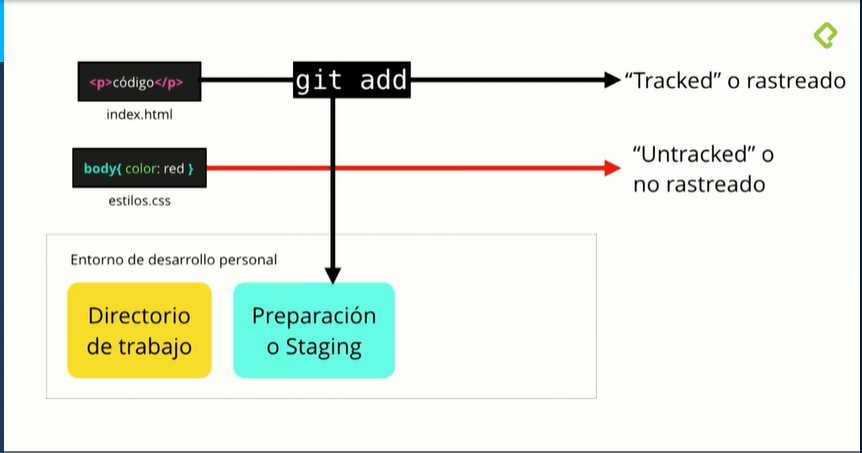 <p>código</p>
git add
“Tracked” o rastreado
index.html
body{ color: red }
“Untracked” o
no rastreado
estilos.css
Entorno de desarrollo personal
Directorio
de trabajo
Preparación
o Staging